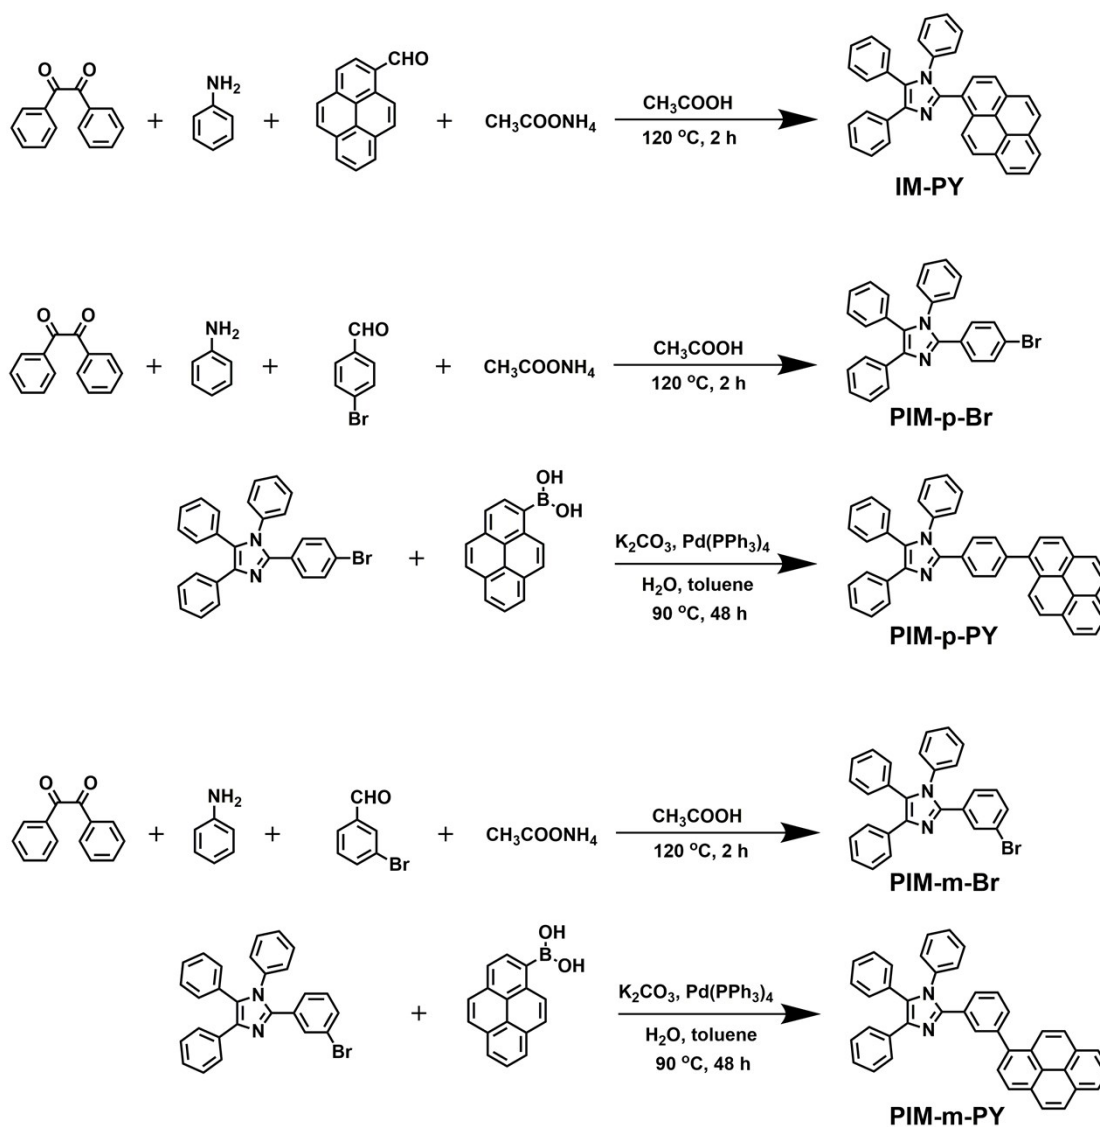 O O
NH₂
CHO
+ + + CH₃COONH₄
CH₃COOH
120 °C, 2 h
N
N
IM-PY
O O
NH₂
CHO
Br
+ + + CH₃COONH₄
CH₃COOH
120 °C, 2 h
N
N
Br
PIM-p-Br
N
N
Br
+
OH
B
OH
K₂CO₃, Pd(PPh₃)₄
H₂O, toluene
90 °C, 48 h
N
N
PIM-p-PY
O O
NH₂
CHO
Br
+ + + CH₃COONH₄
CH₃COOH
120 °C, 2 h
N
N
Br
PIM-m-Br
N
N
Br
+
OH
B
OH
K₂CO₃, Pd(PPh₃)₄
H₂O, toluene
90 °C, 48 h
N
N
PIM-m-PY